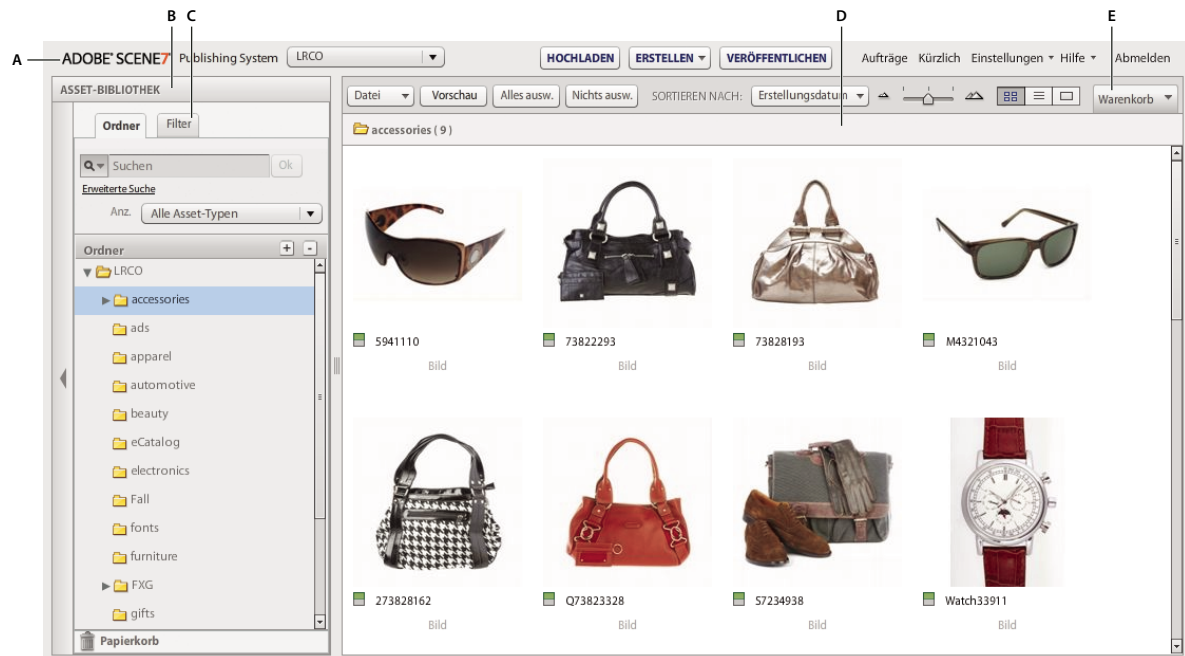 B C D E
A
ADOBE® SCENE7 Publishing System LRCO HOCHLADEN ERSTELLEN VERÖFFENTLICHEN Aufträge Kürzlich Einstellungen Hilfe Abmelden
ASSET-BIBLIOTHEK
Datei Vorschau Alles ausw. Nichts ausw. SORTIEREN NACH: Erstellungsdatum Warenkorb
Ordner Filter
accessories ( 9 )
Suchen Ok
Erweiterte Suche
Anz. Alle Asset-Typen
Ordner + -
LRCO
accessories
ads
apparel
automotive
beauty
eCatalog
electronics
Fall
fonts
furniture
FXG
gifts
Papierkorb
5941110 73822293 73828193 M4321043
Bild Bild Bild Bild
273828162 Q73823328 S7234938 Watch33911
Bild Bild Bild Bild